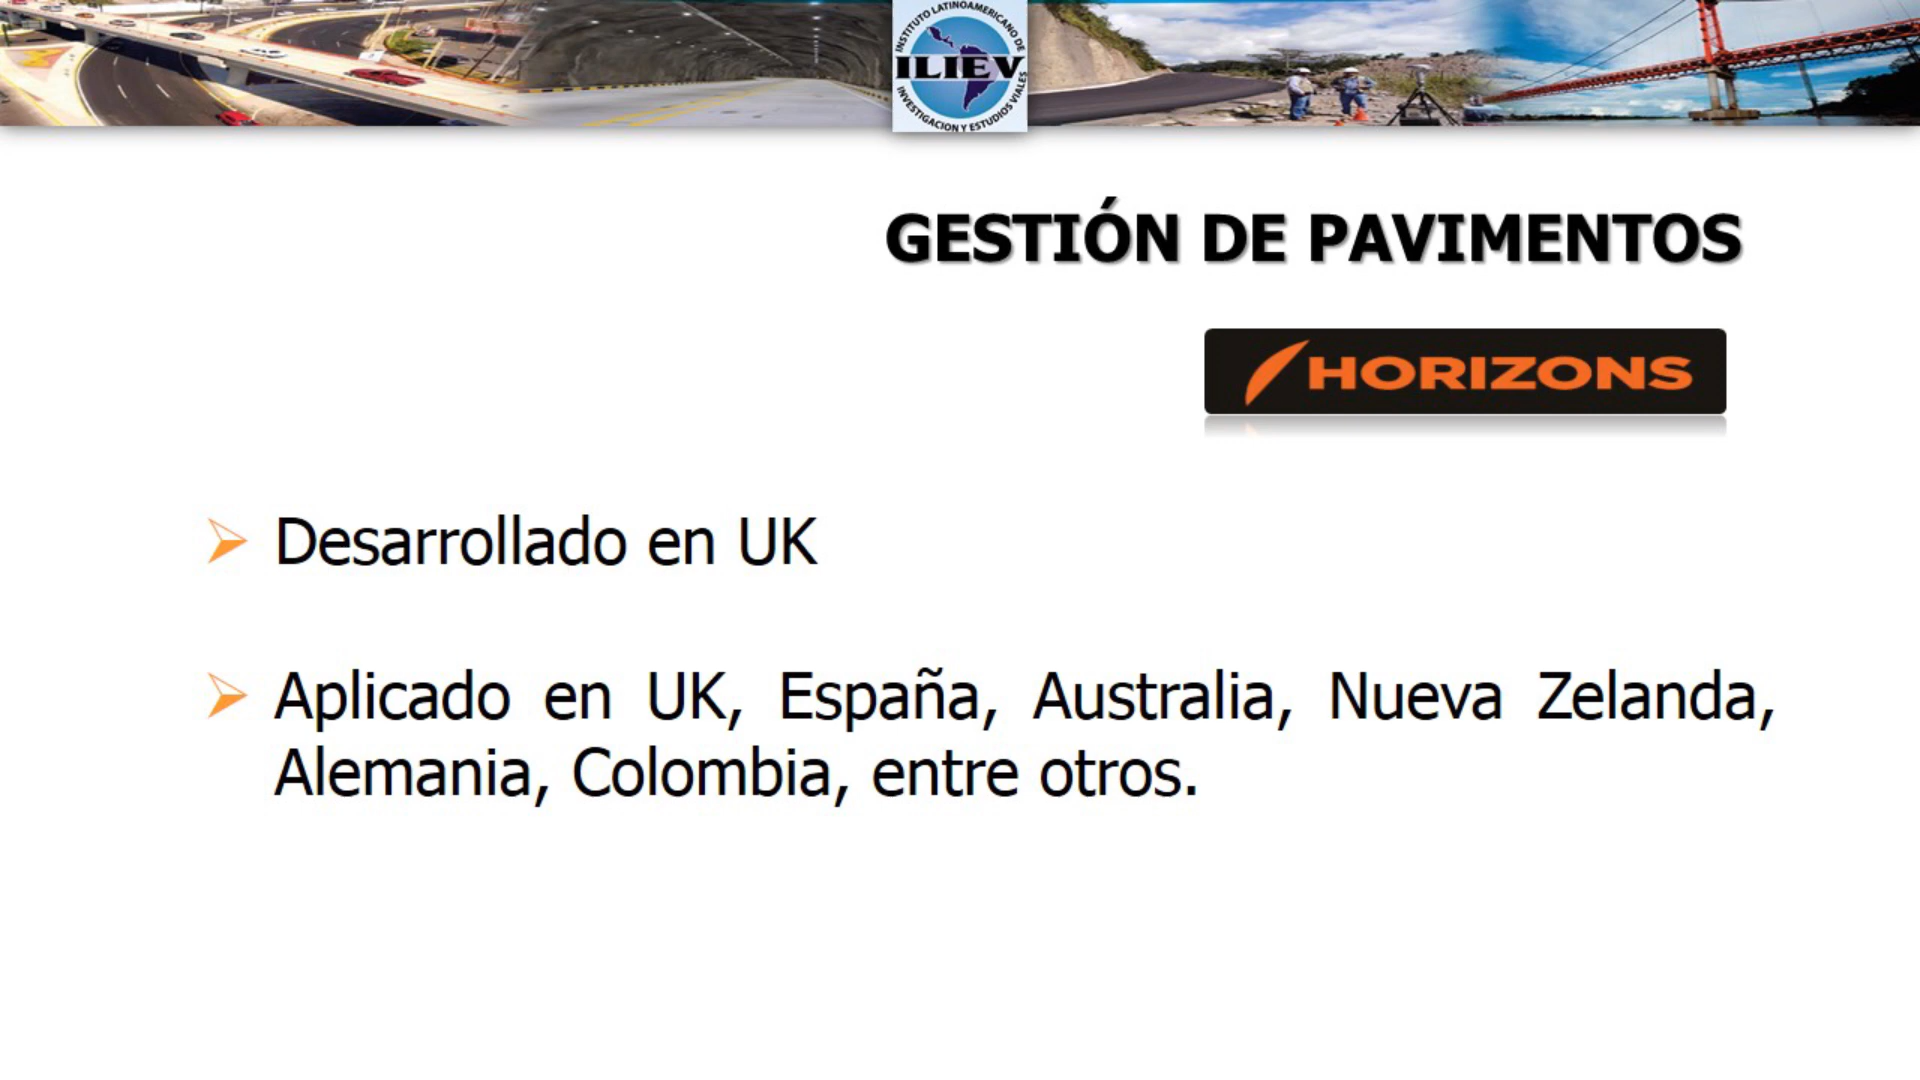 INSTITUTO LATINOAMERICANO DE
ILIEV
INVESTIGACION Y ESTUDIOS VIALES
GESTIÓN DE PAVIMENTOS
HORIZONS
Desarrollado en UK
Aplicado en UK, España, Australia, Nueva Zelanda,
Alemania, Colombia, entre otros.